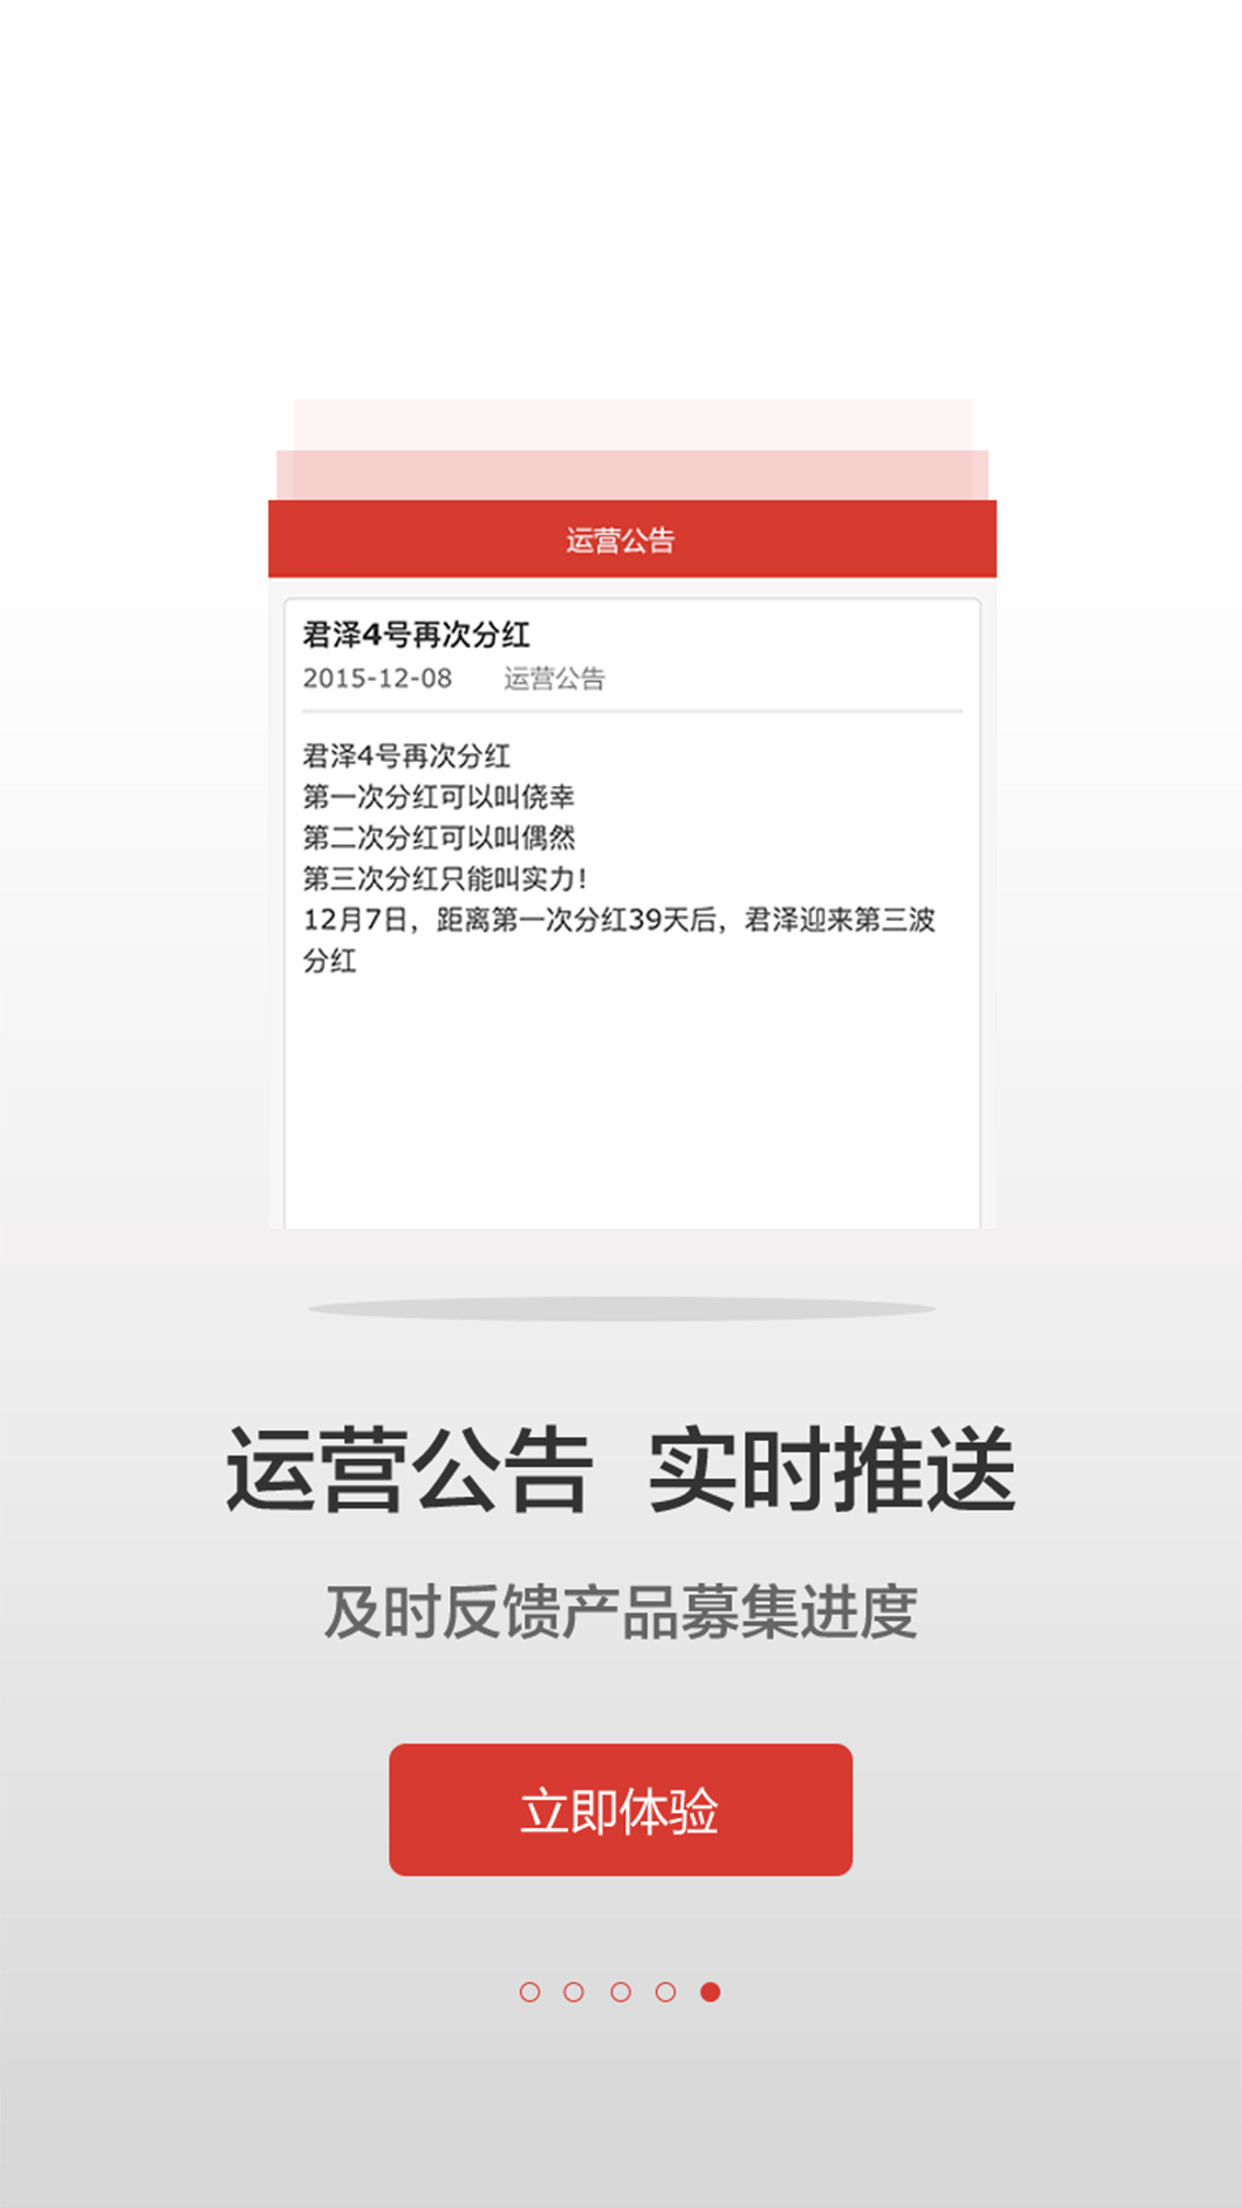 运营公告
君泽4号再次分红
2015-12-08 运营公告
君泽4号再次分红
第一次分红可以叫侥幸
第二次分红可以叫偶然
第三次分红只能叫实力!
12月7日，距离第一次分红39天后，君泽迎来第三波
分红
运营公告 实时推送
及时反馈产品募集进度
立即体验